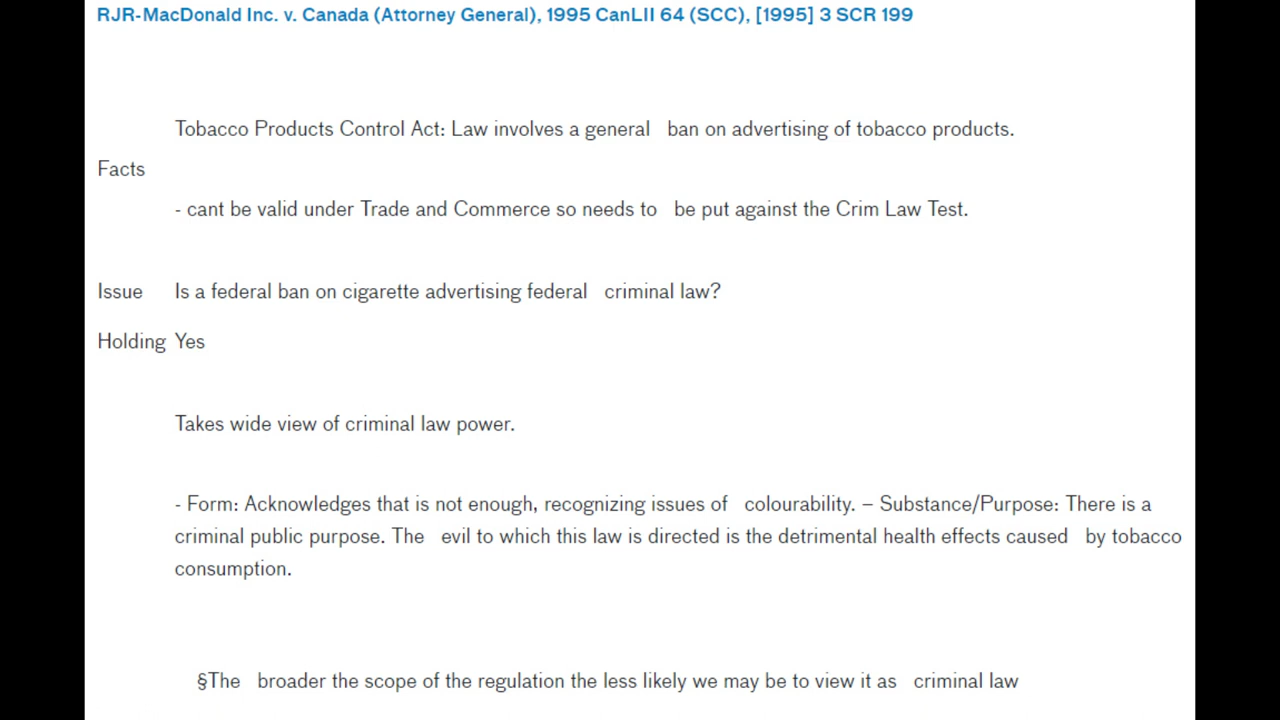 RJR-MacDonald Inc. v. Canada (Attorney General), 1995 CanLII 64 (SCC), [1995] 3 SCR 199
Tobacco Products Control Act: Law involves a general ban on advertising of tobacco products.
Facts
- cant be valid under Trade and Commerce so needs to be put against the Crim Law Test.
Issue Is a federal ban on cigarette advertising federal criminal law?
Holding Yes
Takes wide view of criminal law power.
- Form: Acknowledges that is not enough, recognizing issues of colourability. – Substance/Purpose: There is a
criminal public purpose. The evil to which this law is directed is the detrimental health effects caused by tobacco
consumption.
§The broader the scope of the regulation the less likely we may be to view it as criminal law